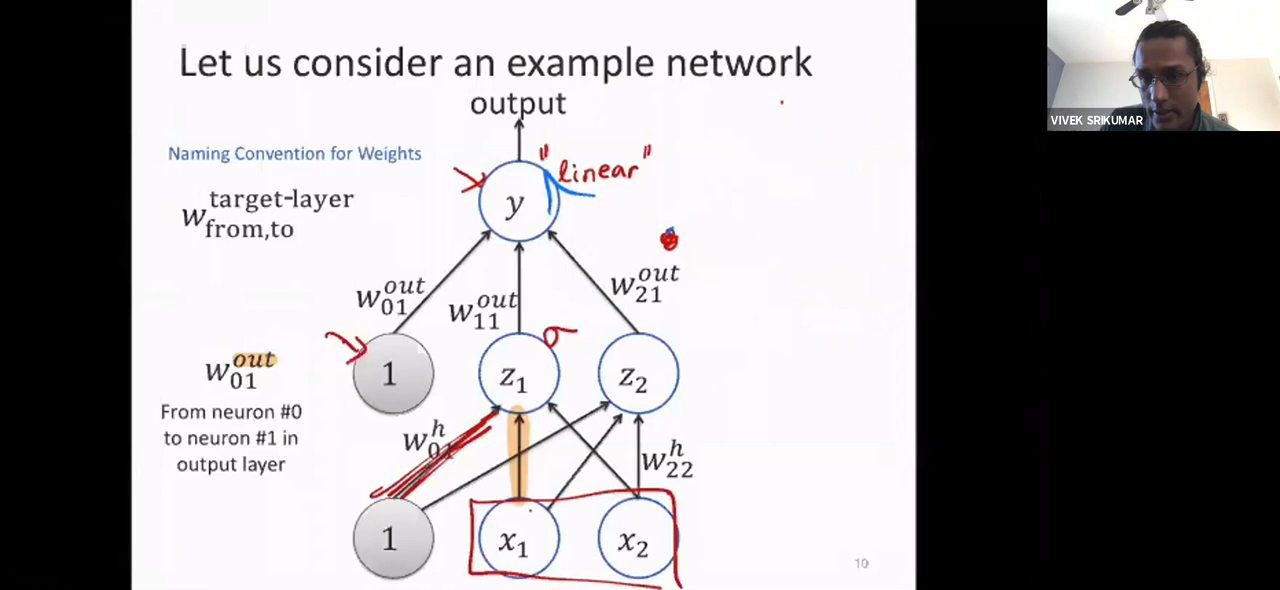 Let us consider an example network
output
VIVEK SRIKUMAR
Naming Convention for Weights
"linear"
w^{target-layer}_{from,to}
y
w^{out}_{01}
w^{out}_{11}
w^{out}_{21}
σ
w^{out}_{01}
1
z_1
z_2
From neuron #0
to neuron #1 in
output layer
w^h_{01}
w^h_{22}
1
x_1
x_2
10